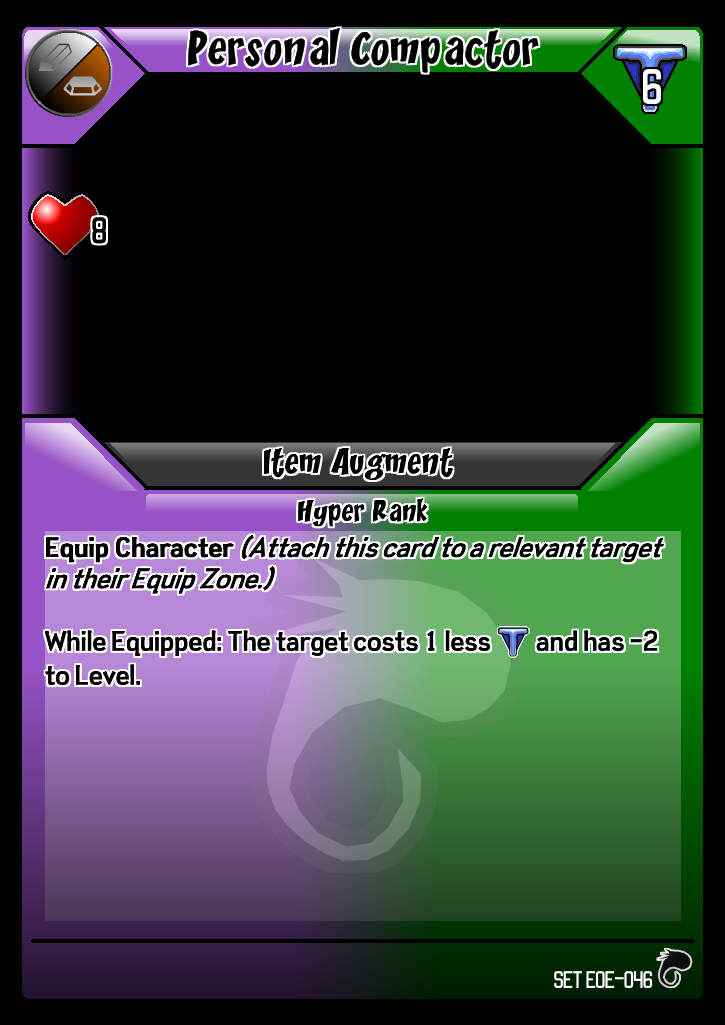 Personal Compactor
6
8
Item Augment
Hyper Rank
Equip Character (Attach this card to a relevant target
in their Equip Zone.)
While Equipped: The target costs 1 less and has -2
to Level.
SET EOE-046